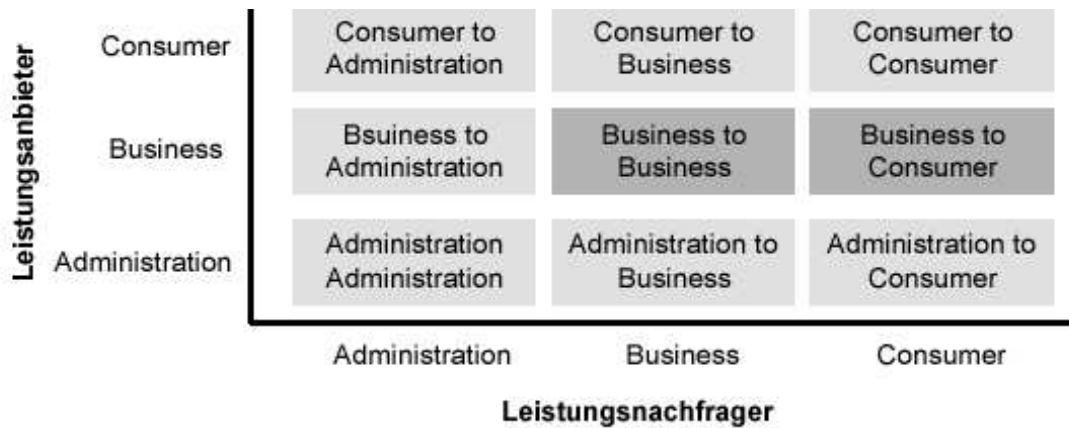 Leistungsanbieter
Consumer
Consumer to
Administration
Consumer to
Business
Consumer to
Consumer
Business
Bsuiness to
Administration
Business to
Business
Business to
Consumer
Administration
Administration
Administration
Administration to
Business
Administration to
Consumer
Administration
Business
Consumer
Leistungsnachfrager